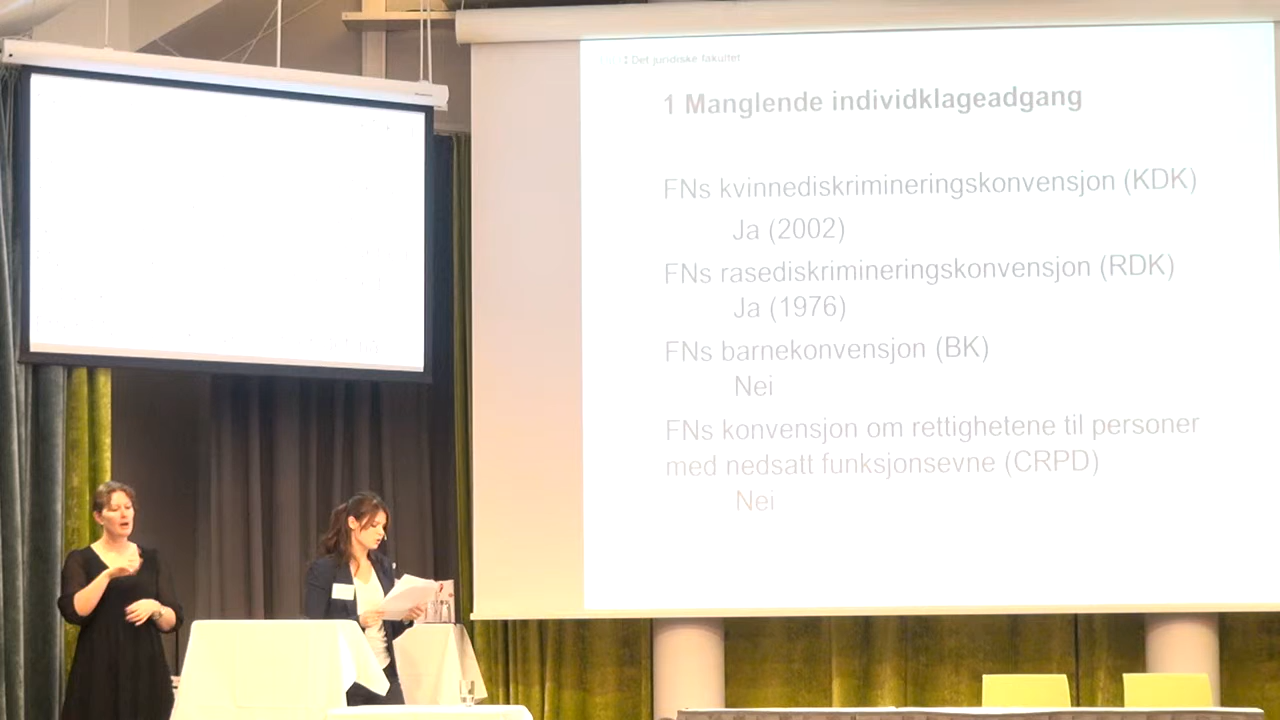 Det juridiske fakultet
1 Manglende individklageadgang
FNs kvinnediskrimineringskonvensjon (KDK)
Ja (2002)
FNs rasediskrimineringskonvensjon (RDK)
Ja (1976)
FNs barnekonvensjon (BK)
Nei
FNs konvensjon om rettighetene til personer
med nedsatt funksjonsevne (CRPD)
Nei